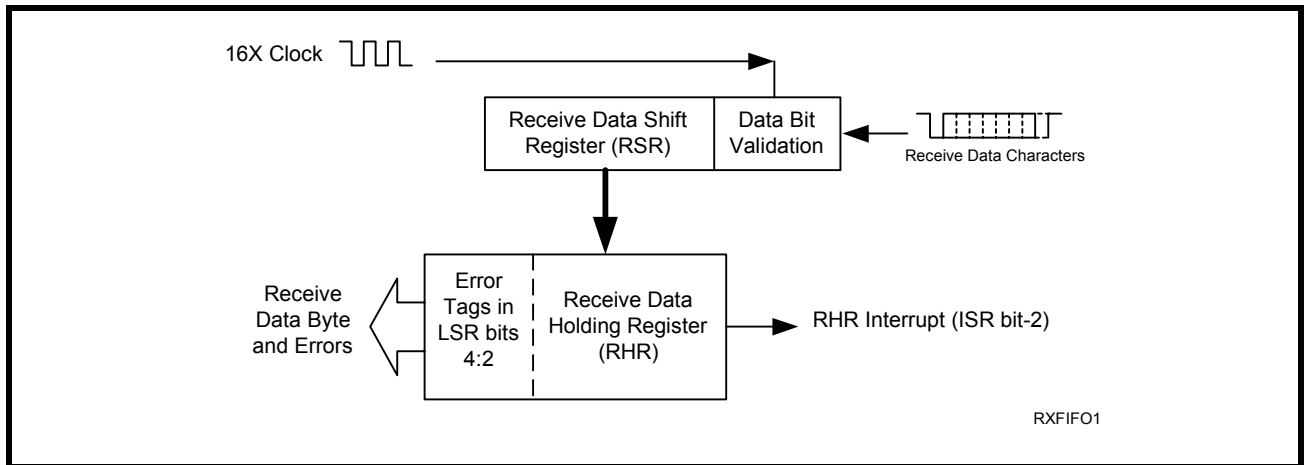 16X Clock
Receive Data Shift
Register (RSR)
Data Bit
Validation
Receive Data Characters
Receive
Data Byte
and Errors
Error
Tags in
LSR bits
4:2
Receive Data
Holding Register
(RHR)
RHR Interrupt (ISR bit-2)
RXFIFO1